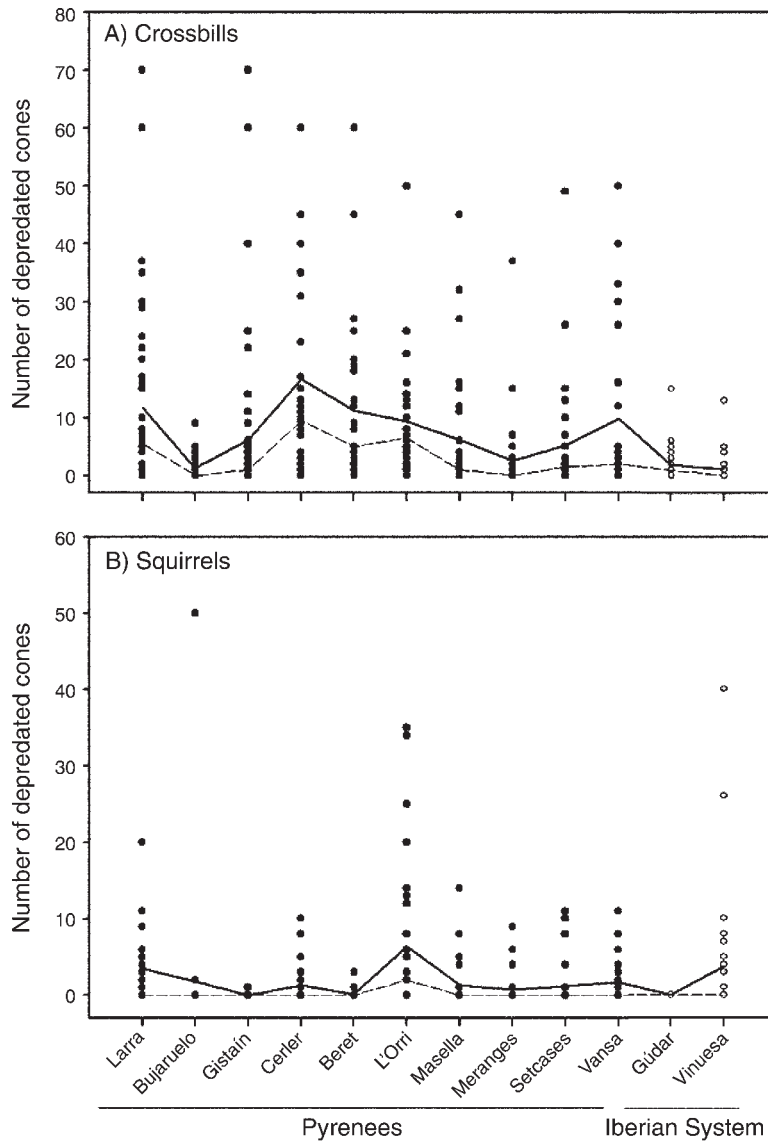 A) Crossbills
Number of depredated cones
80
70
60
50
40
30
20
10
0
B) Squirrels
Number of depredated cones
60
50
40
30
20
10
0
Larra
Bujaruelo
Gistaín
Cerler
Beret
L'Orri
Masella
Meranges
Setcases
Vansa
Gúdar
Vinuesa
Pyrenees
Iberian System